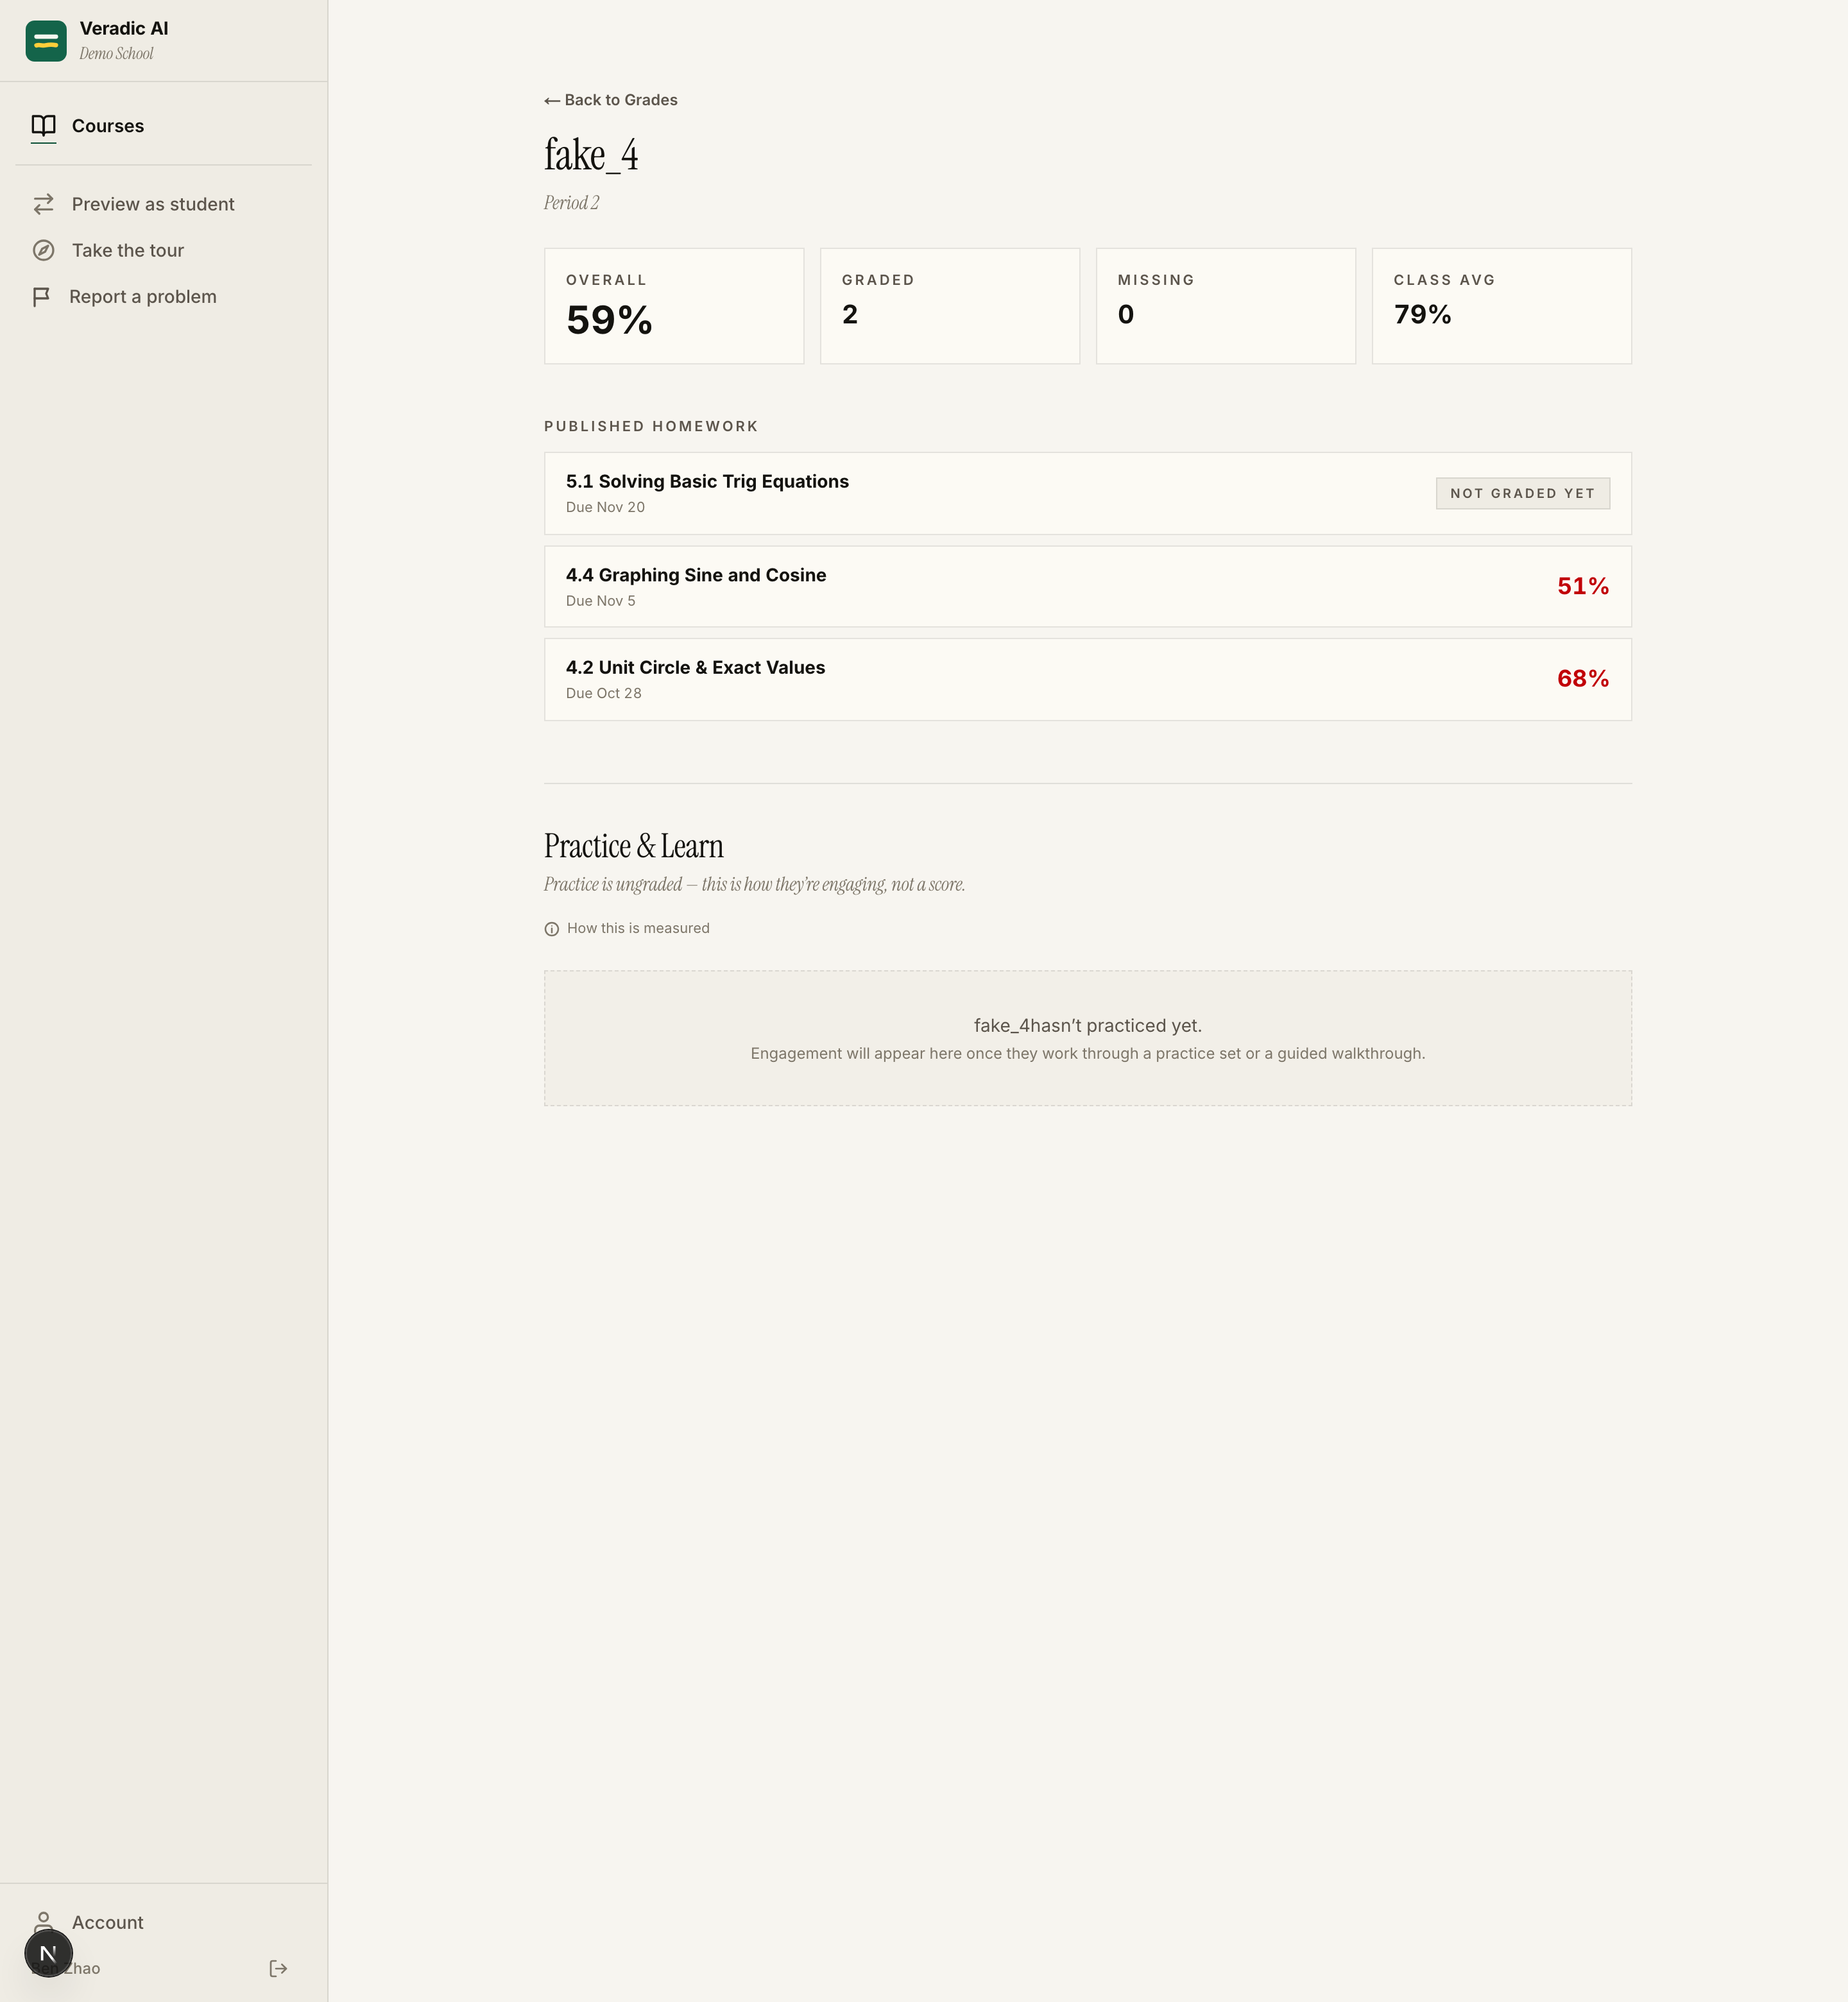 Veradic AI
Demo School
Courses
Preview as student
Take the tour
Report a problem
← Back to Grades
fake_4
Period 2
OVERALL
59%
GRADED
2
MISSING
0
CLASS AVG
79%
PUBLISHED HOMEWORK
5.1 Solving Basic Trig Equations
Due Nov 20
NOT GRADED YET
4.4 Graphing Sine and Cosine
Due Nov 5
51%
4.2 Unit Circle & Exact Values
Due Oct 28
68%
Practice & Learn
Practice is ungraded — this is how they’re engaging, not a score.
How this is measured
fake_4hasn’t practiced yet.
Engagement will appear here once they work through a practice set or a guided walkthrough.
Account
N
Ben Zhao